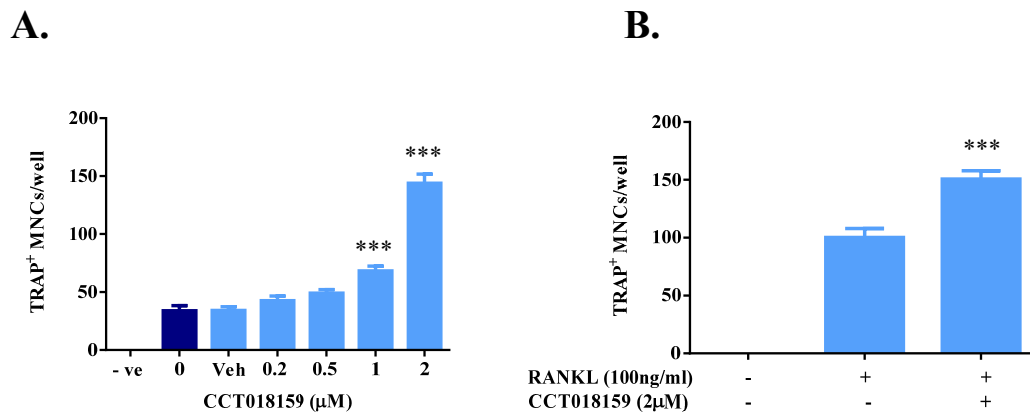 A.
B.
200
150
100
50
0
TRAP+ MNCs/well
***
***
- ve 0 Veh 0.2 0.5 1 2
CCT018159 (μM)
200
150
100
50
0
TRAP+ MNCs/well
***
RANKL (100ng/ml) - + +
CCT018159 (2μM) - - +